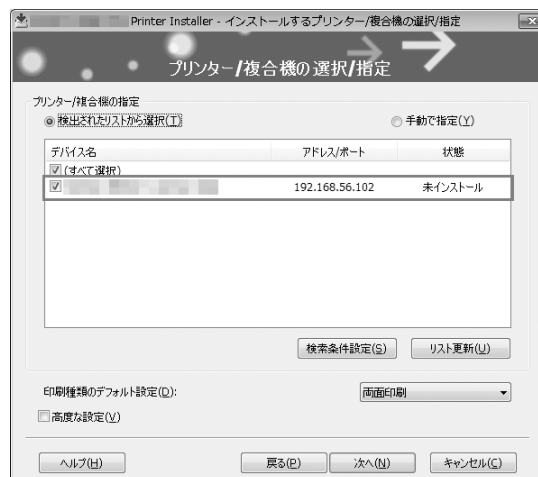 Printer Installer - インストールするプリンター/複合機の選択/指定
プリンター/複合機の選択/指定
プリンター/複合機の指定
検出されたリストから選択(T)
手動で指定(Y)
デバイス名 アドレス/ポート 状態
(すべて選択)
192.168.56.102 未インストール
検索条件設定(S) リスト更新(U)
印刷種類のデフォルト設定(D): 両面印刷
高度な設定(V)
ヘルプ(H) 戻る(P) 次へ(N) キャンセル(C)